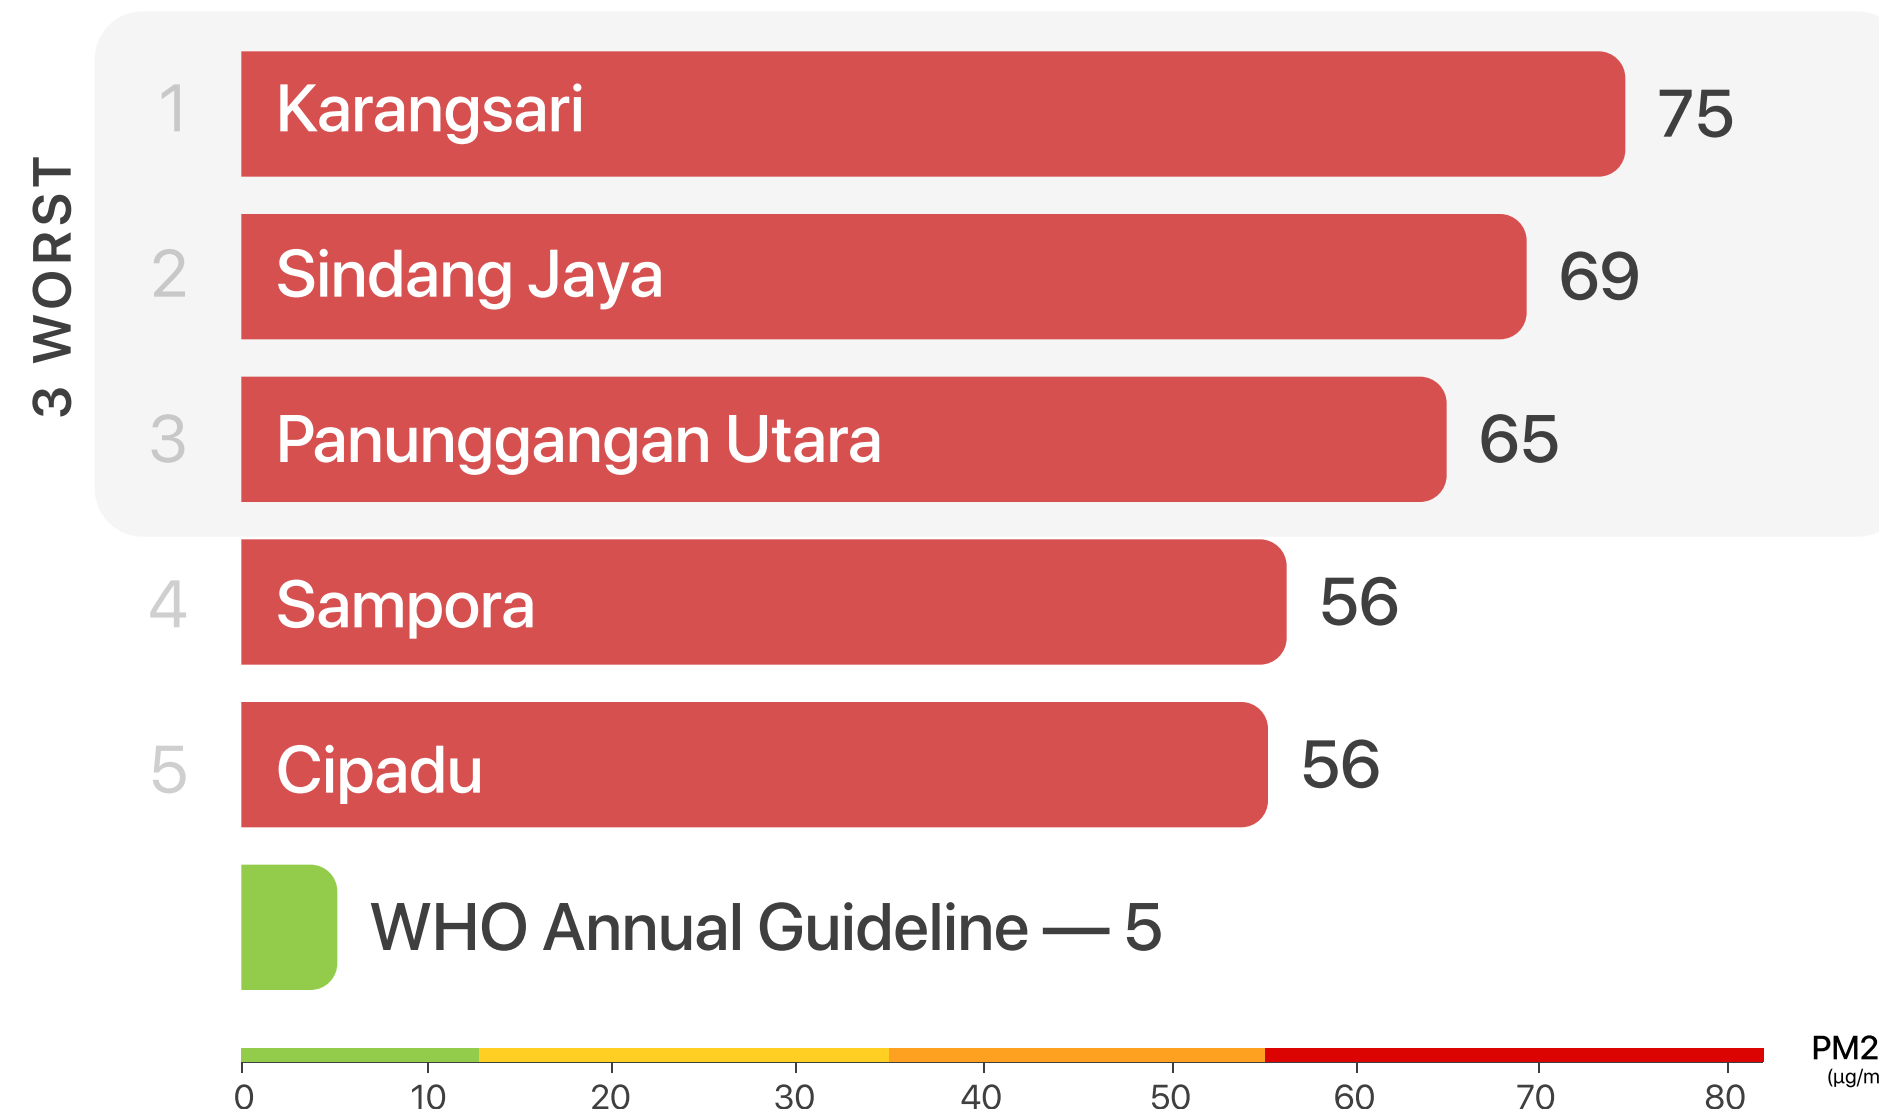 3 WORST
1 Karangsari 75
2 Sindang Jaya 69
3 Panunggangan Utara 65
4 Sampora 56
5 Cipadu 56
WHO Annual Guideline — 5
0 10 20 30 40 50 60 70 80
PM2
(µg/m